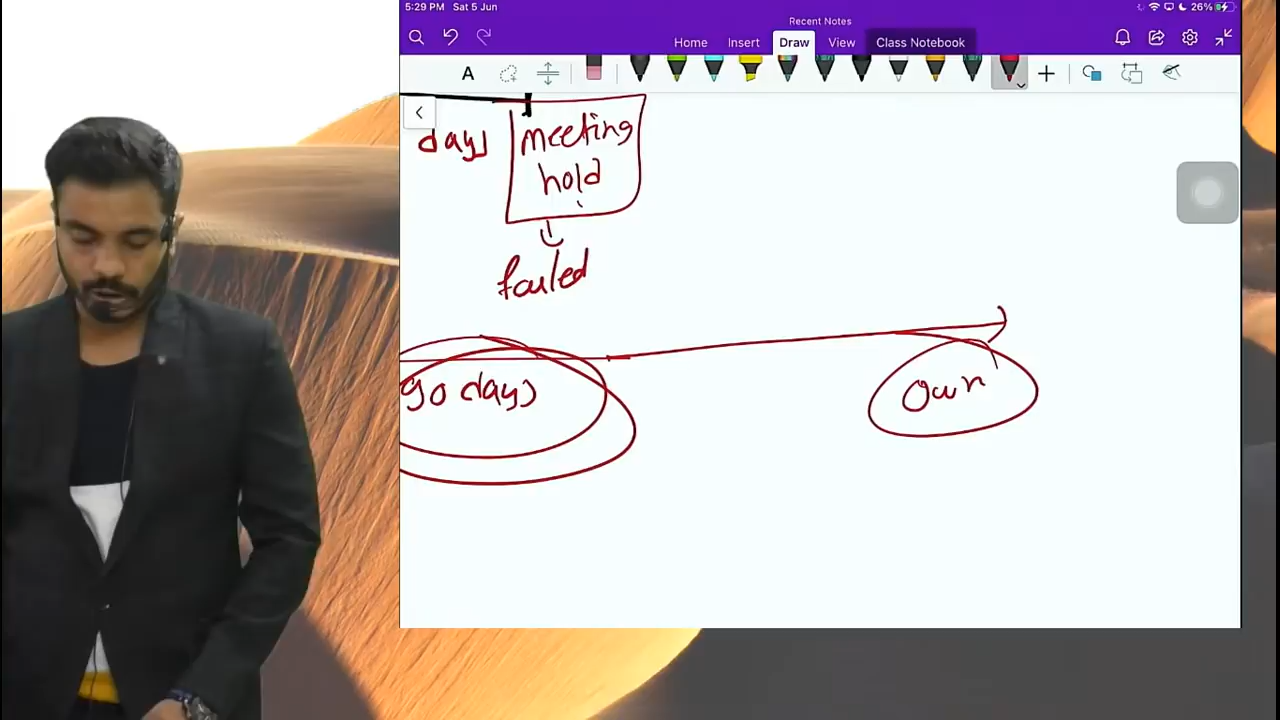 5:29 PM Sat 5 Jun
26%
Recent Notes
Home Insert Draw View Class Notebook
A
days
meeting
hold
failed
90 days
own